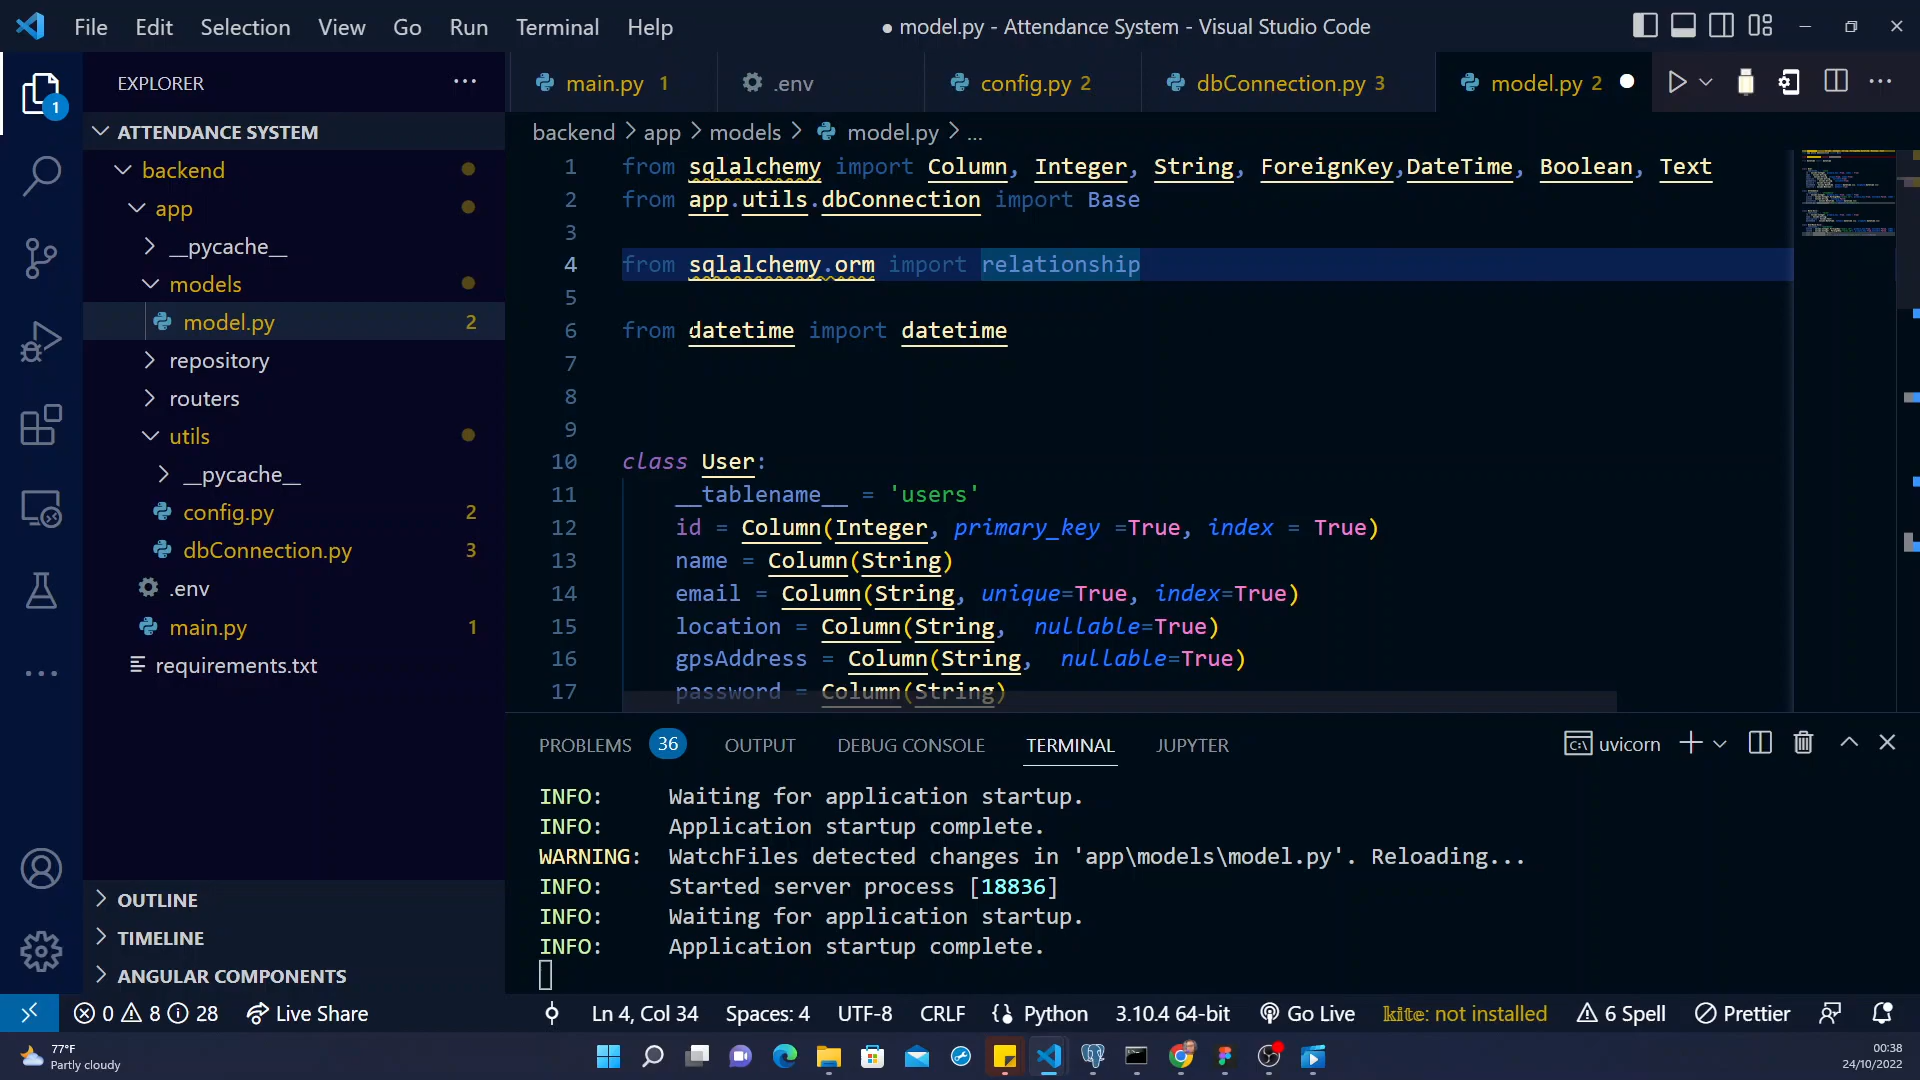 File Edit Selection View Go Run Terminal Help
● model.py - Attendance System - Visual Studio Code
EXPLORER
main.py 1
.env
config.py 2
dbConnection.py 3
model.py 2
1
ATTENDANCE SYSTEM
backend
app
__pycache__
models
model.py 2
repository
routers
utils
__pycache__
config.py 2
dbConnection.py 3
.env
main.py 1
requirements.txt
OUTLINE
TIMELINE
ANGULAR COMPONENTS
backend > app > models > model.py > ...
1 from sqlalchemy import Column, Integer, String, ForeignKey,DateTime, Boolean, Text
2 from app.utils.dbConnection import Base
3
4 from sqlalchemy.orm import relationship
5
6 from datetime import datetime
7
8
9
10 class User:
11 __tablename__ = 'users'
12 id = Column(Integer, primary_key =True, index = True)
13 name = Column(String)
14 email = Column(String, unique=True, index=True)
15 location = Column(String, nullable=True)
16 gpsAddress = Column(String, nullable=True)
17 password = Column(String)
PROBLEMS 36 OUTPUT DEBUG CONSOLE TERMINAL JUPYTER
uvicorn
INFO: Waiting for application startup.
INFO: Application startup complete.
WARNING: WatchFiles detected changes in 'app\models\model.py'. Reloading...
INFO: Started server process [18836]
INFO: Waiting for application startup.
INFO: Application startup complete.
0 8 28 Live Share
Ln 4, Col 34 Spaces: 4 UTF-8 CRLF Python 3.10.4 64-bit Go Live kite: not installed 6 Spell Prettier
77°F
Partly cloudy
00:38
24/10/2022